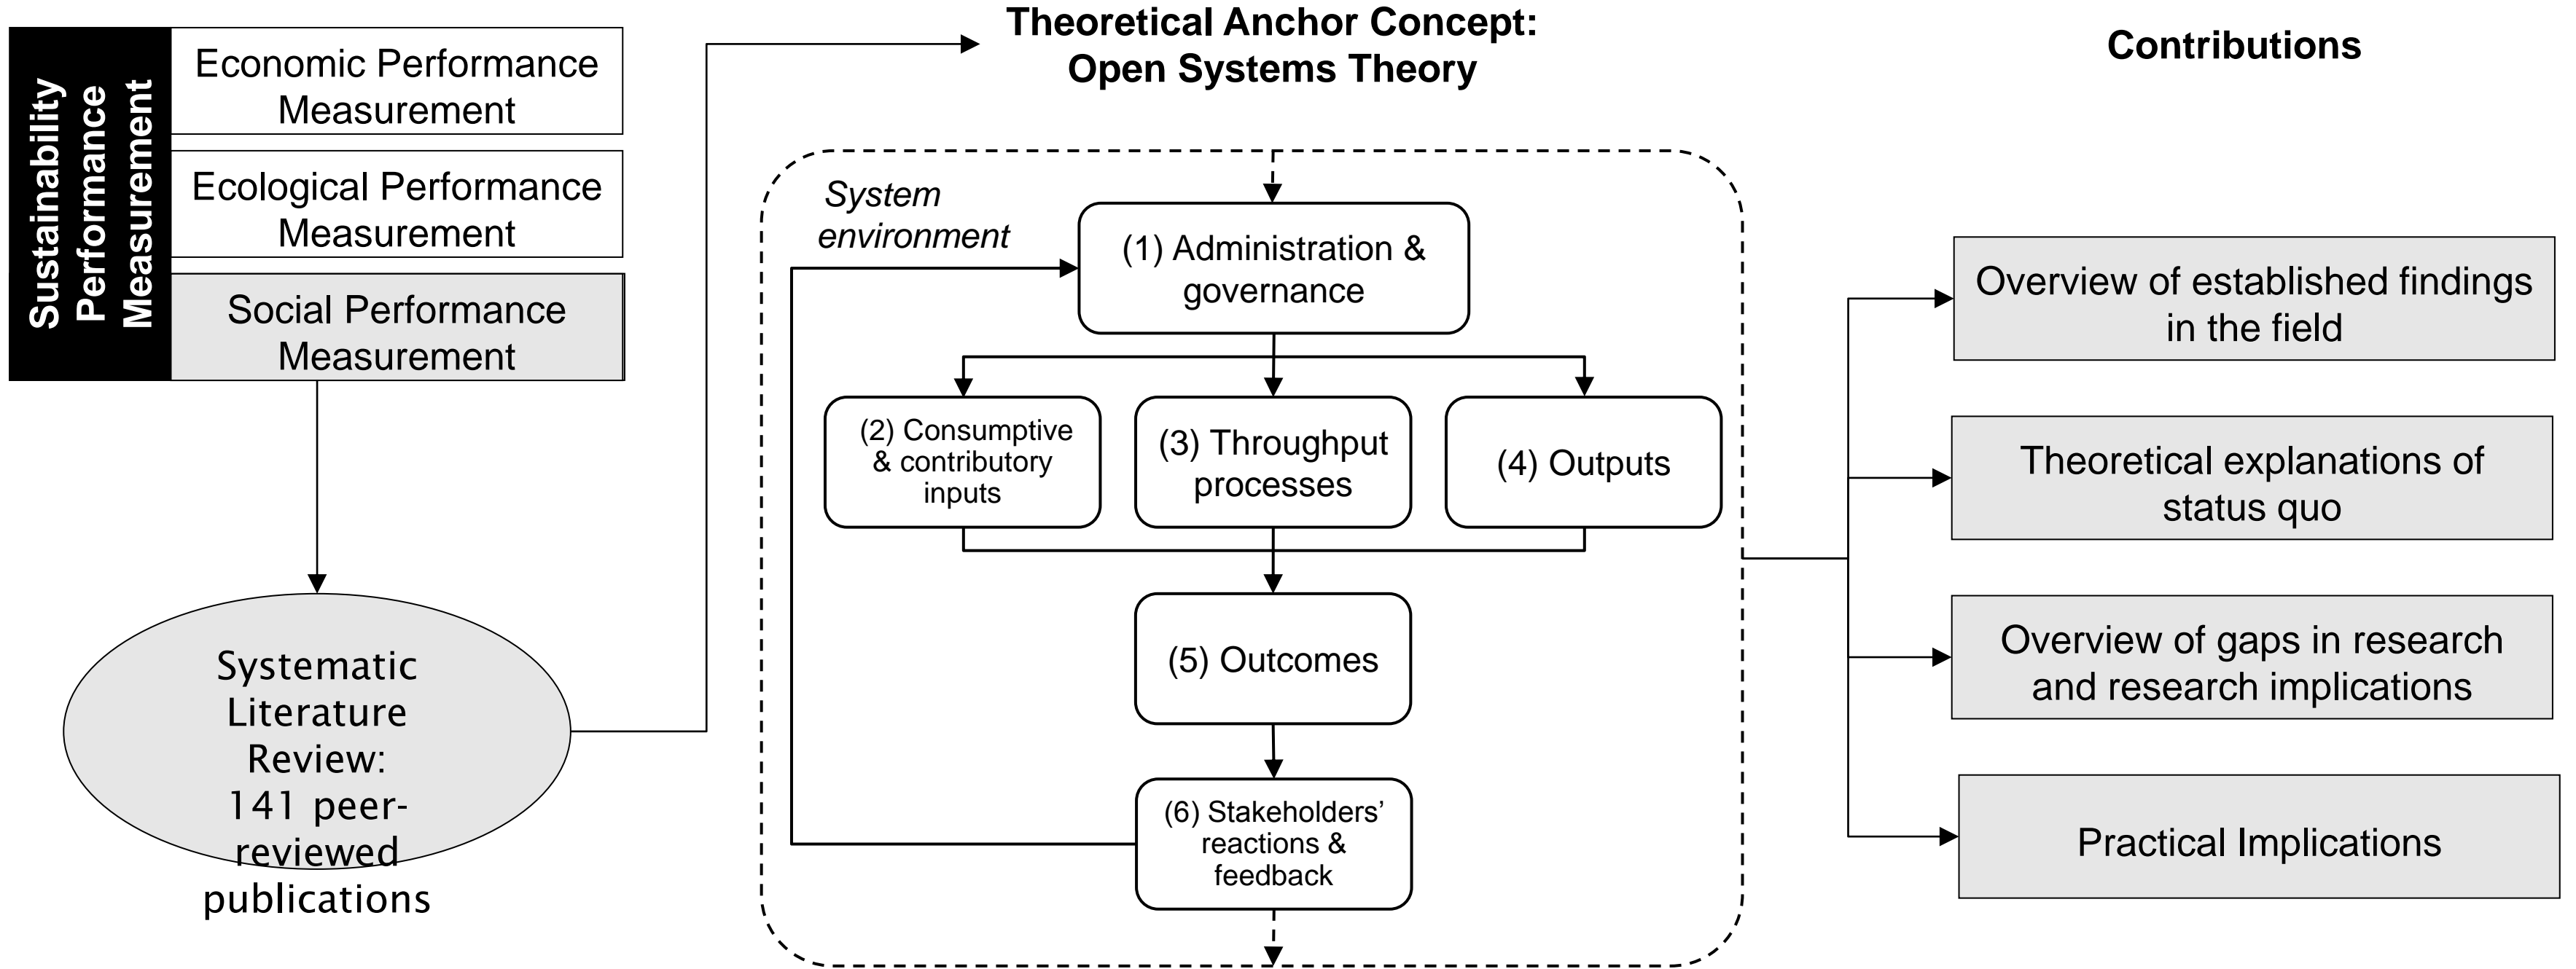 Sustainability
Performance
Measurement
Economic Performance
Measurement
Ecological Performance
Measurement
Social Performance
Measurement
Systematic
Literature
Review:
141 peer-
reviewed
publications
Theoretical Anchor Concept:
Open Systems Theory
System
environment
(1) Administration &
governance
(2) Consumptive
& contributory
inputs
(3) Throughput
processes
(4) Outputs
(5) Outcomes
(6) Stakeholders’
reactions &
feedback
Contributions
Overview of established findings
in the field
Theoretical explanations of
status quo
Overview of gaps in research
and research implications
Practical Implications